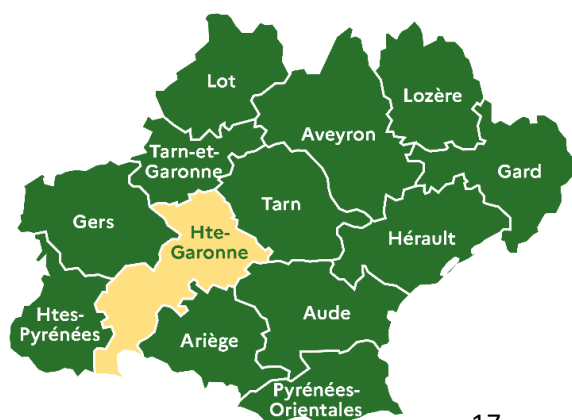 Lot
Lozère
Aveyron
Tarn-et-
Garonne
Gard
Tarn
Gers
Hte-
Garonne
Hérault
Htes-
Pyrénées
Aude
Ariège
Pyrénées-
Orientales
17